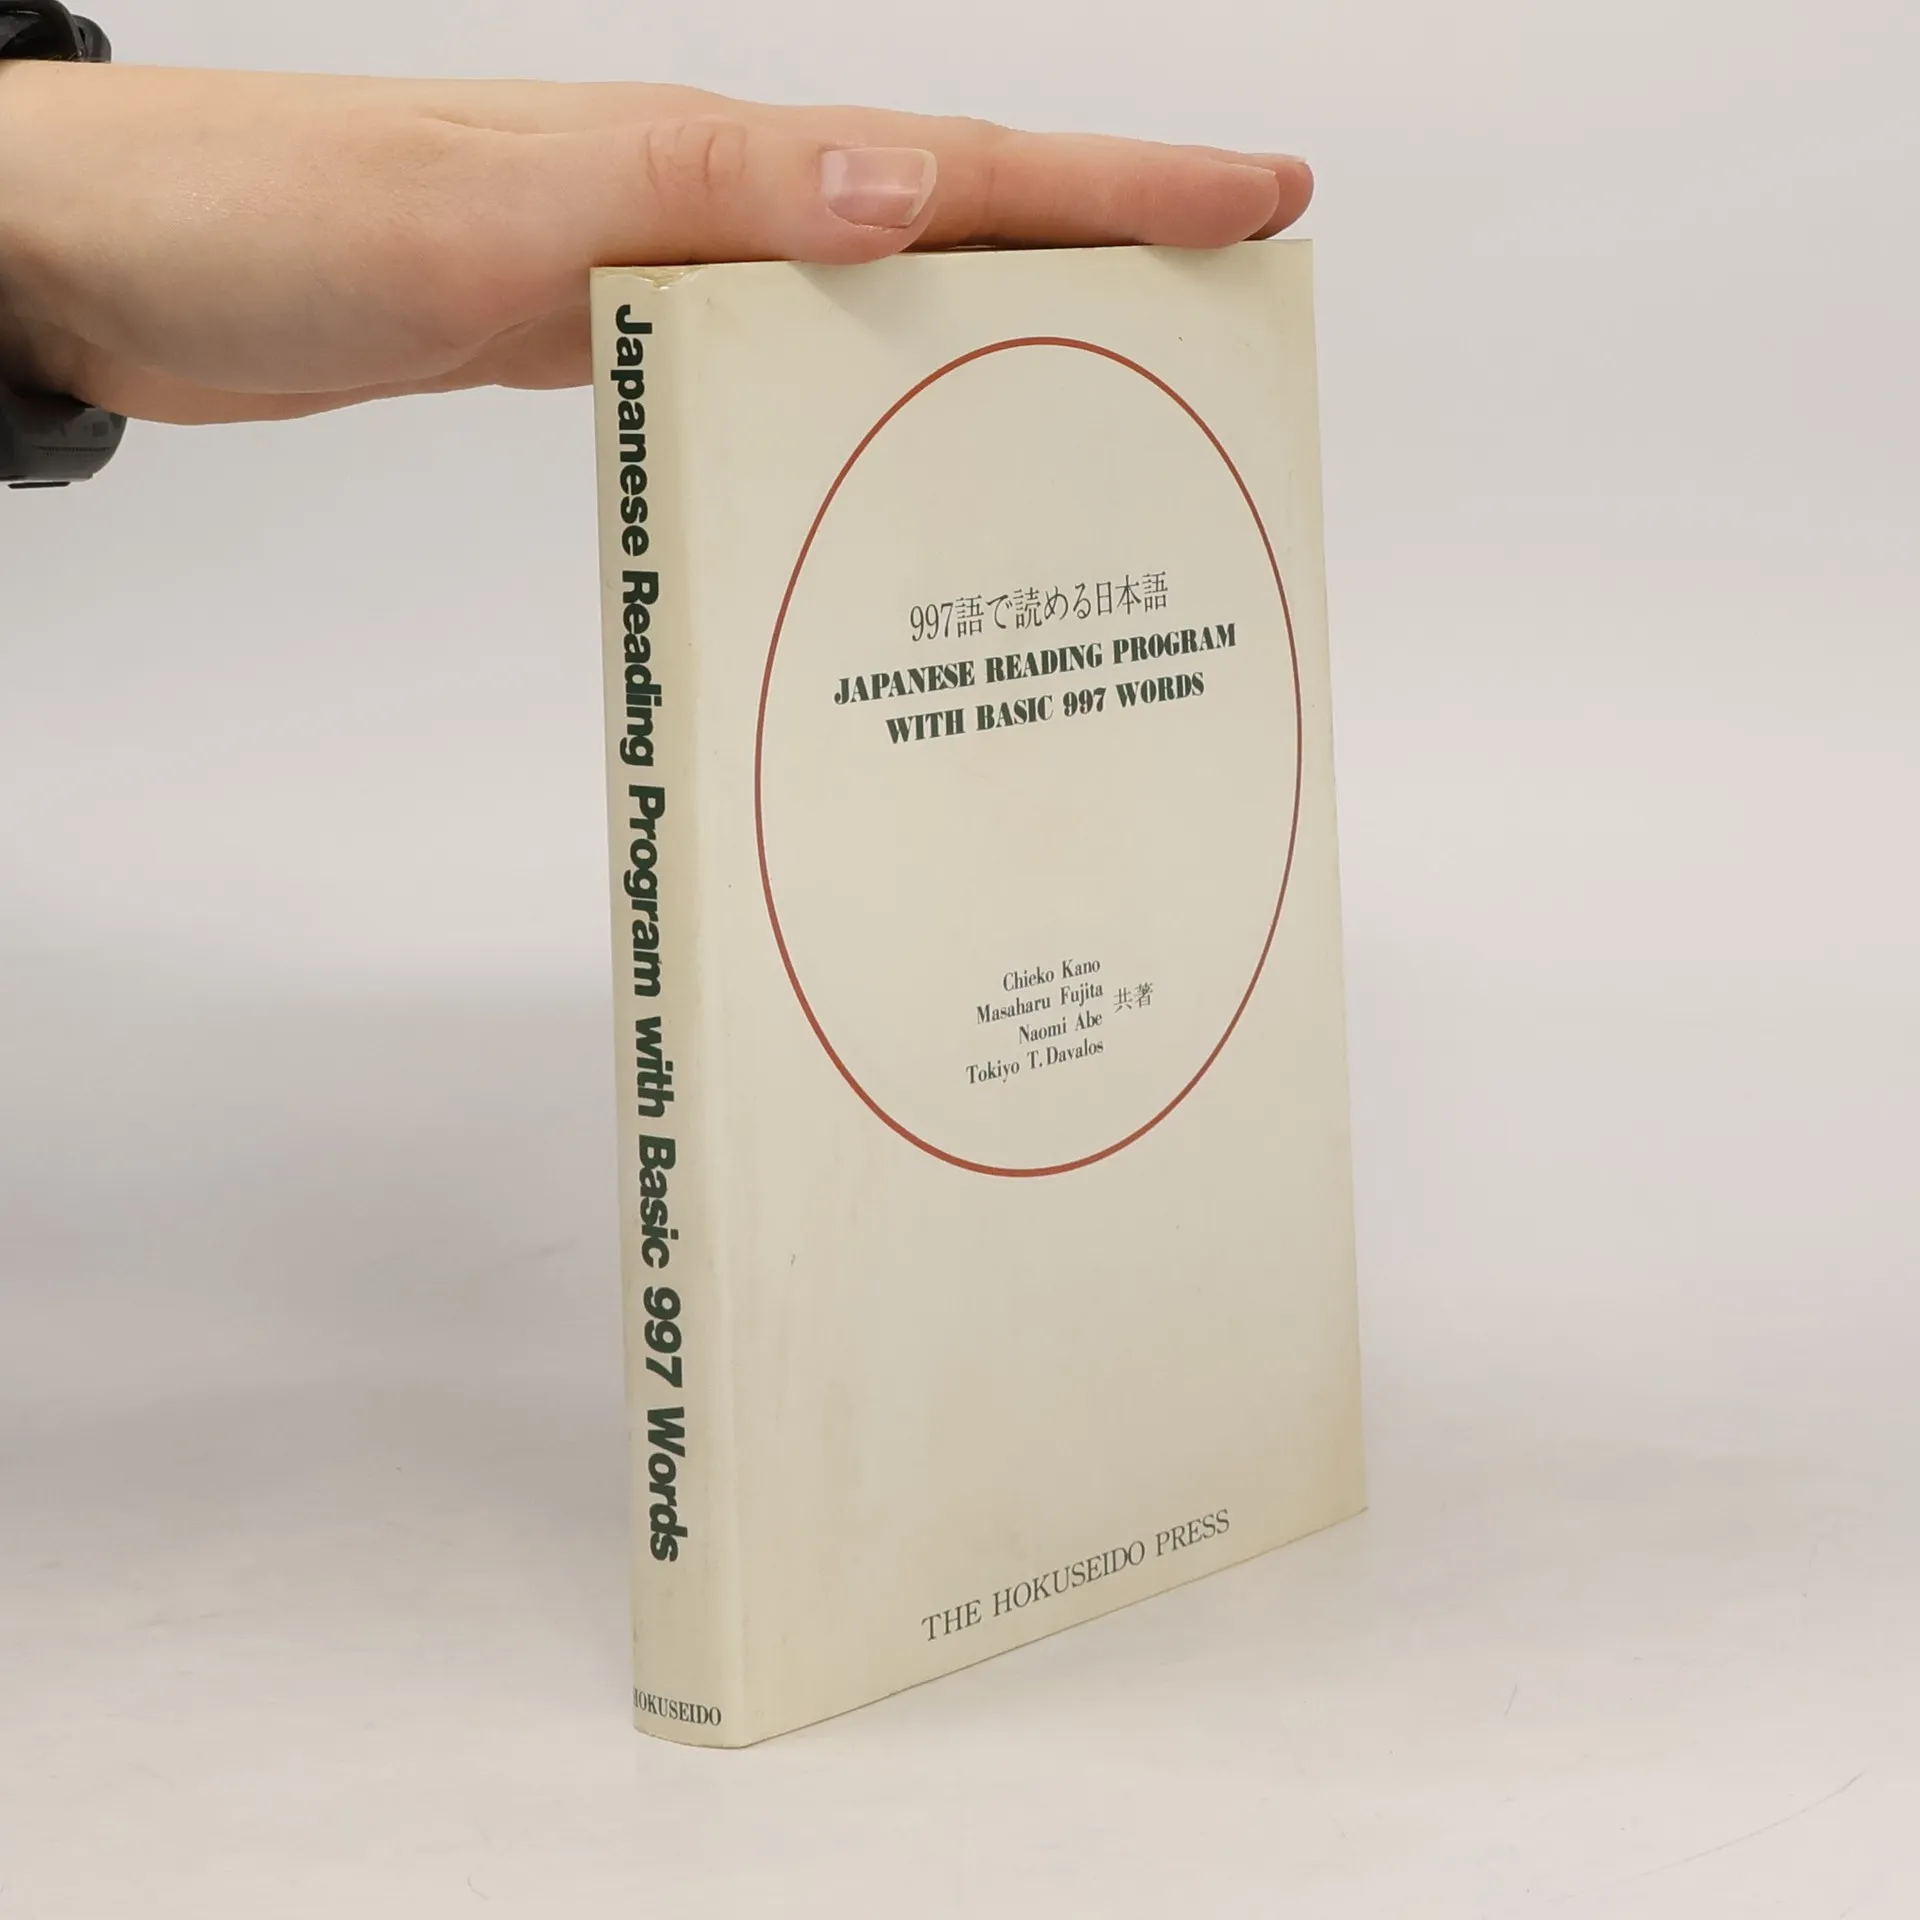 Japanese Reading Program with Basic 997 Words
HOKUSEIDO
997語で読める日本語
JAPANESE READING PROGRAM
WITH BASIC 997 WORDS
Chieko Kano
Masaharu Fujita
Naomi Abe
Tokiyo T. Davalos
共著
THE HOKUSEIDO PRESS